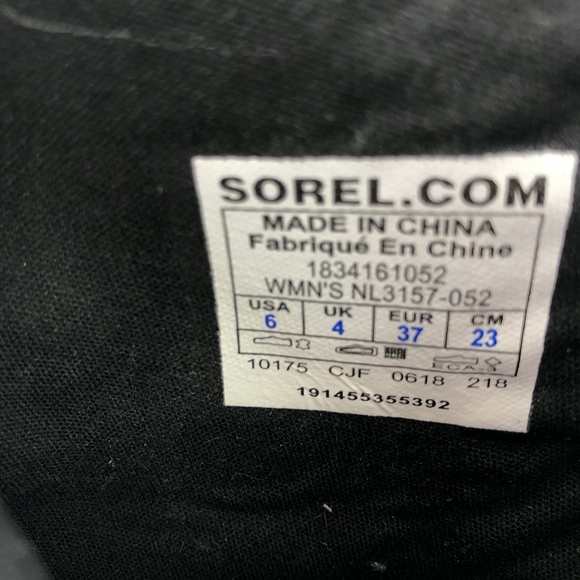 SOREL.COM
MADE IN CHINA
Fabriqué En Chine
1834161052
WMN'S NL3157-052
USA UK EUR CM
6 4 37 23
ECA-S
10175 CJF 0618 218
191455355392